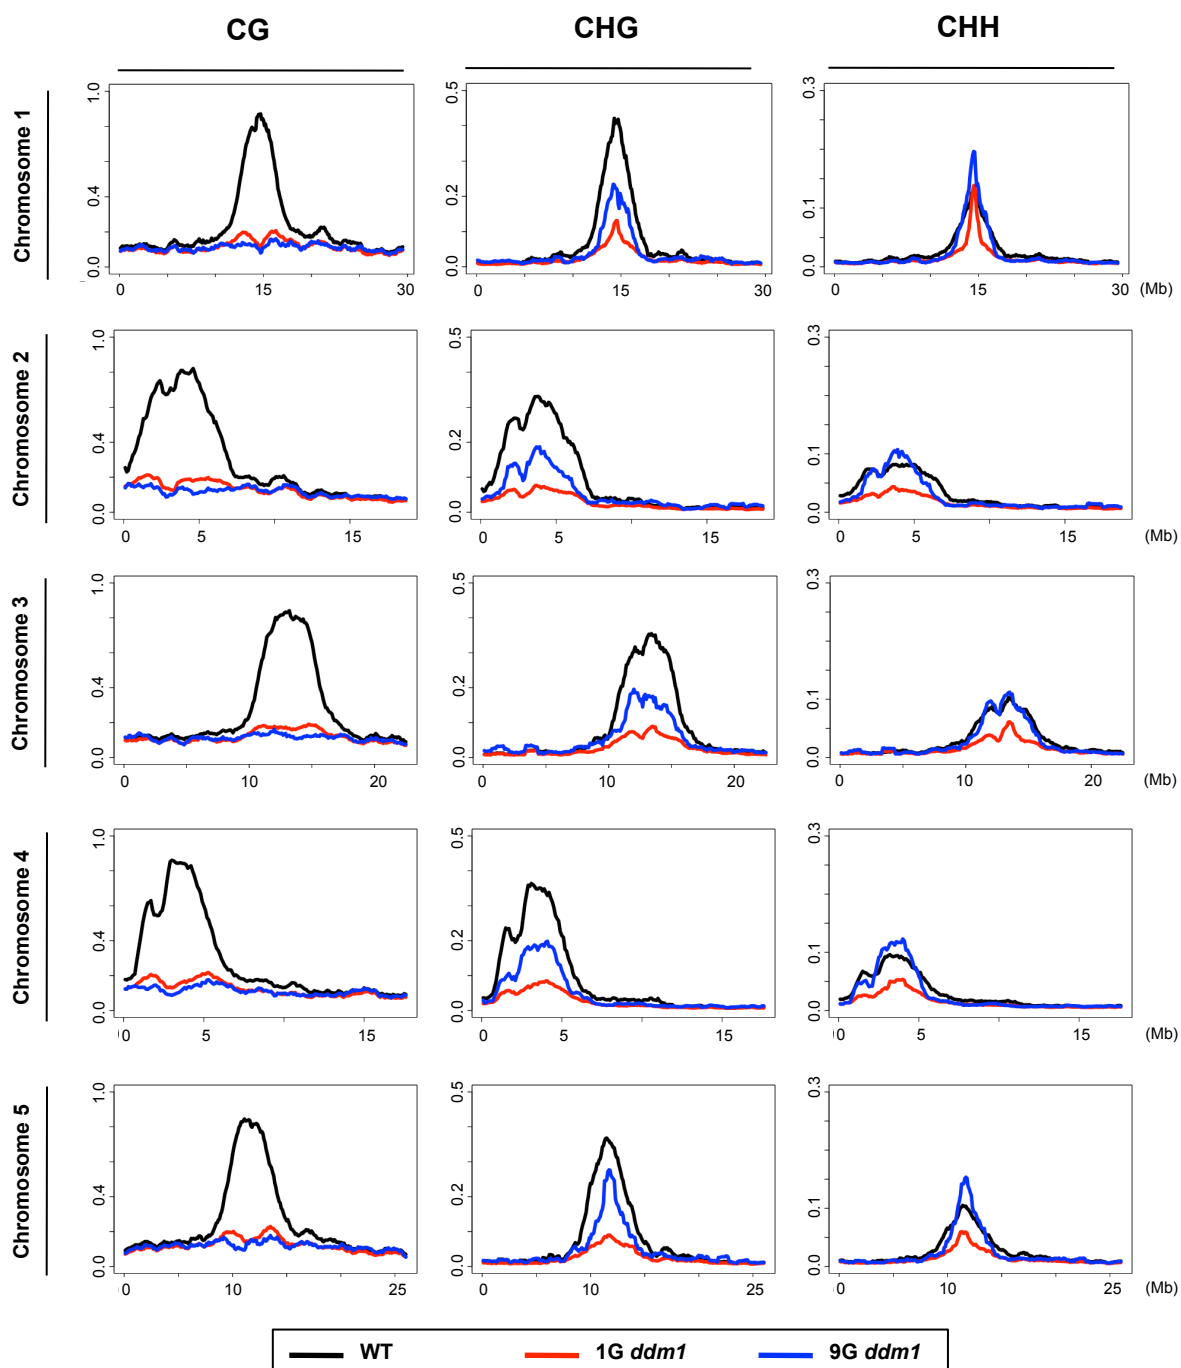 CG CHG CHH
Chromosome 1
1.0 0.4 0.0
0.5 0.2 0.0
0.3 0.1 0.0
0 15 30 0 15 30 0 15 30 (Mb)
Chromosome 2
1.0 0.4 0.0
0.5 0.2 0.0
0.3 0.1 0.0
0 5 15 0 5 15 0 5 15 (Mb)
Chromosome 3
1.0 0.4 0.0
0.5 0.2 0.0
0.3 0.1 0.0
0 10 20 0 10 20 0 10 20 (Mb)
Chromosome 4
1.0 0.4 0.0
0.5 0.2 0.0
0.3 0.1 0.0
0 5 15 0 5 15 0 5 15 (Mb)
Chromosome 5
1.0 0.4 0.0
0.5 0.2 0.0
0.3 0.1 0.0
0 10 25 0 10 25 0 10 25 (Mb)
WT 1G ddm1 9G ddm1